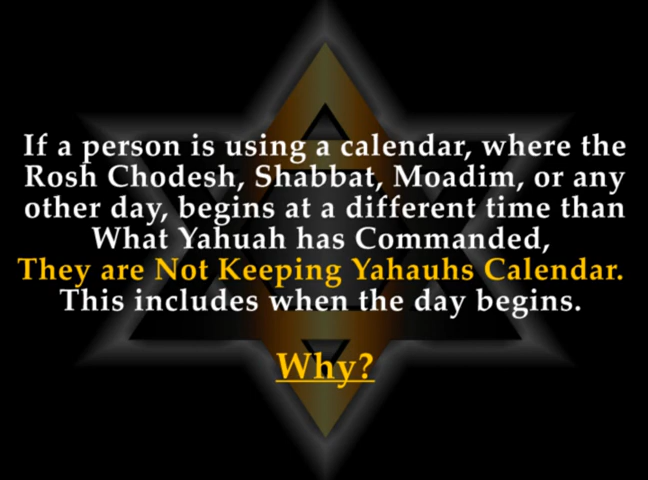 If a person is using a calendar, where the
Rosh Chodesh, Shabbat, Moadim, or any
other day, begins at a different time than
What Yahuah has Commanded,
They are Not Keeping Yahauhs Calendar.
This includes when the day begins.
Why?